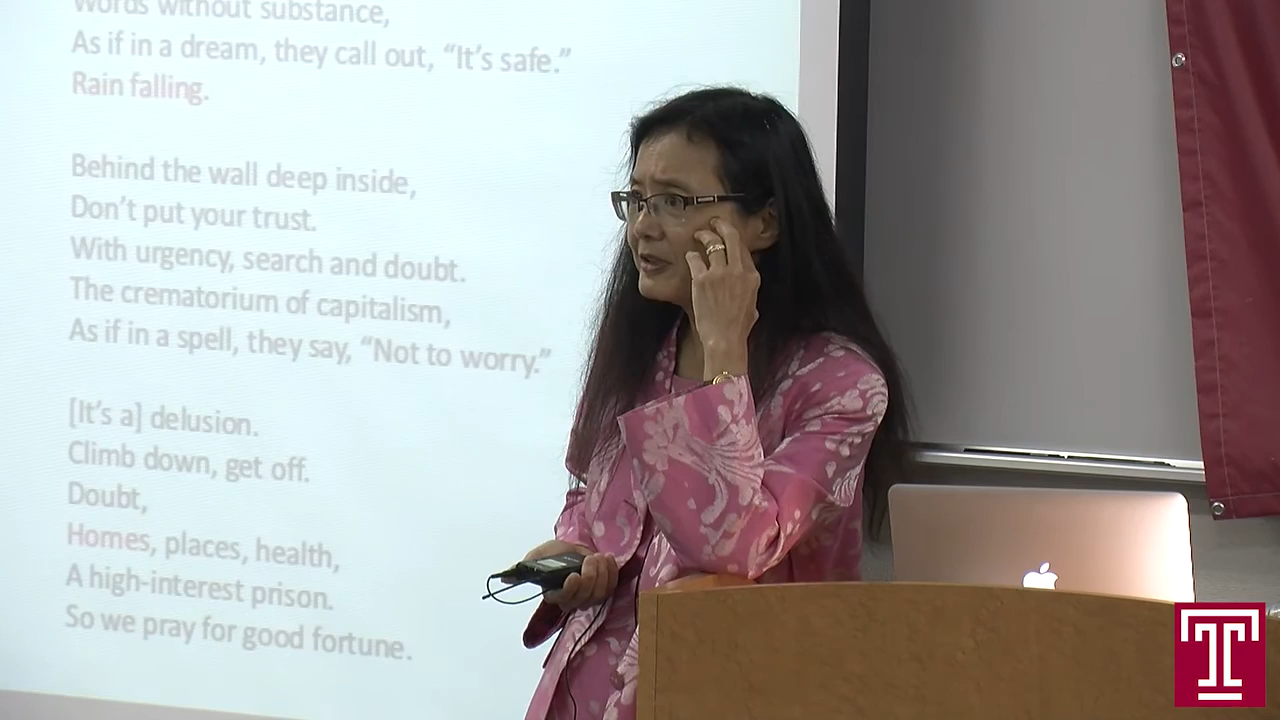 Words without substance,
As if in a dream, they call out, “It’s safe.”
Rain falling.
Behind the wall deep inside,
Don’t put your trust.
With urgency, search and doubt.
The crematorium of capitalism,
As if in a spell, they say, “Not to worry.”
[It’s a] delusion.
Climb down, get off.
Doubt,
Homes, places, health,
A high-interest prison.
So we pray for good fortune.
T